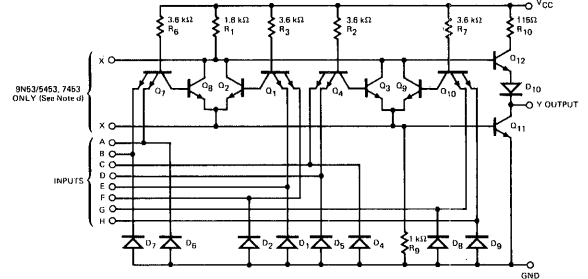 VCC
3.6 kΩ
R6
1.6 kΩ
R1
3.6 kΩ
R3
3.6 kΩ
R2
3.6 kΩ
R7
115Ω
R10
X
Q12
9N53/5453, 7453
ONLY (See Note d)
Q7
Q8
Q2
Q1
Q4
Q3
Q9
Q10
D10
Y OUTPUT
X
Q11
INPUTS
A
B
C
D
E
F
G
H
D7
D6
D2
D1
D5
D4
1 kΩ
R9
D8
D9
GND